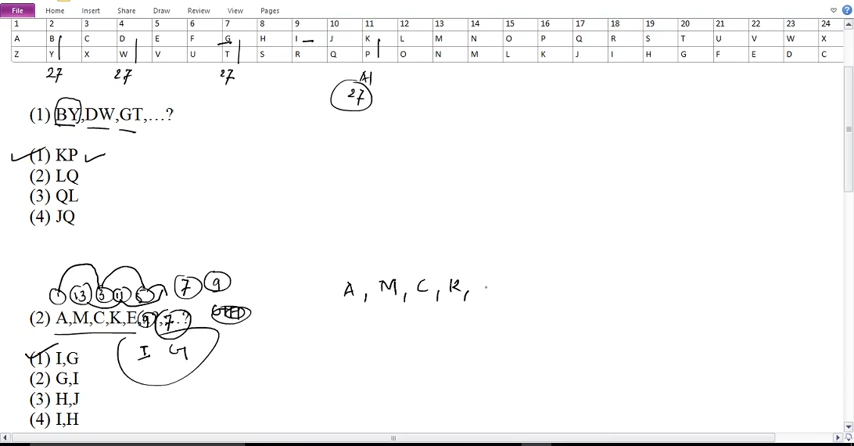 File Home Insert Share Draw Review Pages
1 2 3 4 5 6 7 8 9 10 11 12 13 14 15 16 17 18 19 20 21 22 23 24
A B C D E F G H I J K L M N O P Q R S T U V W X
Z Y X W V U T S R Q P O N M L K J I H G F E D C
27 27 27
27
(1) BY,DW,GT,…?
(1) KP
(2) LQ
(3) QL
(4) JQ
1 13 3 11 5 7 9
A, M, C, K,
(2) A,M,C,K,E, 9 ?, 7 ..?
I G
(1) I,G
(2) G,I
(3) H,J
(4) I,H